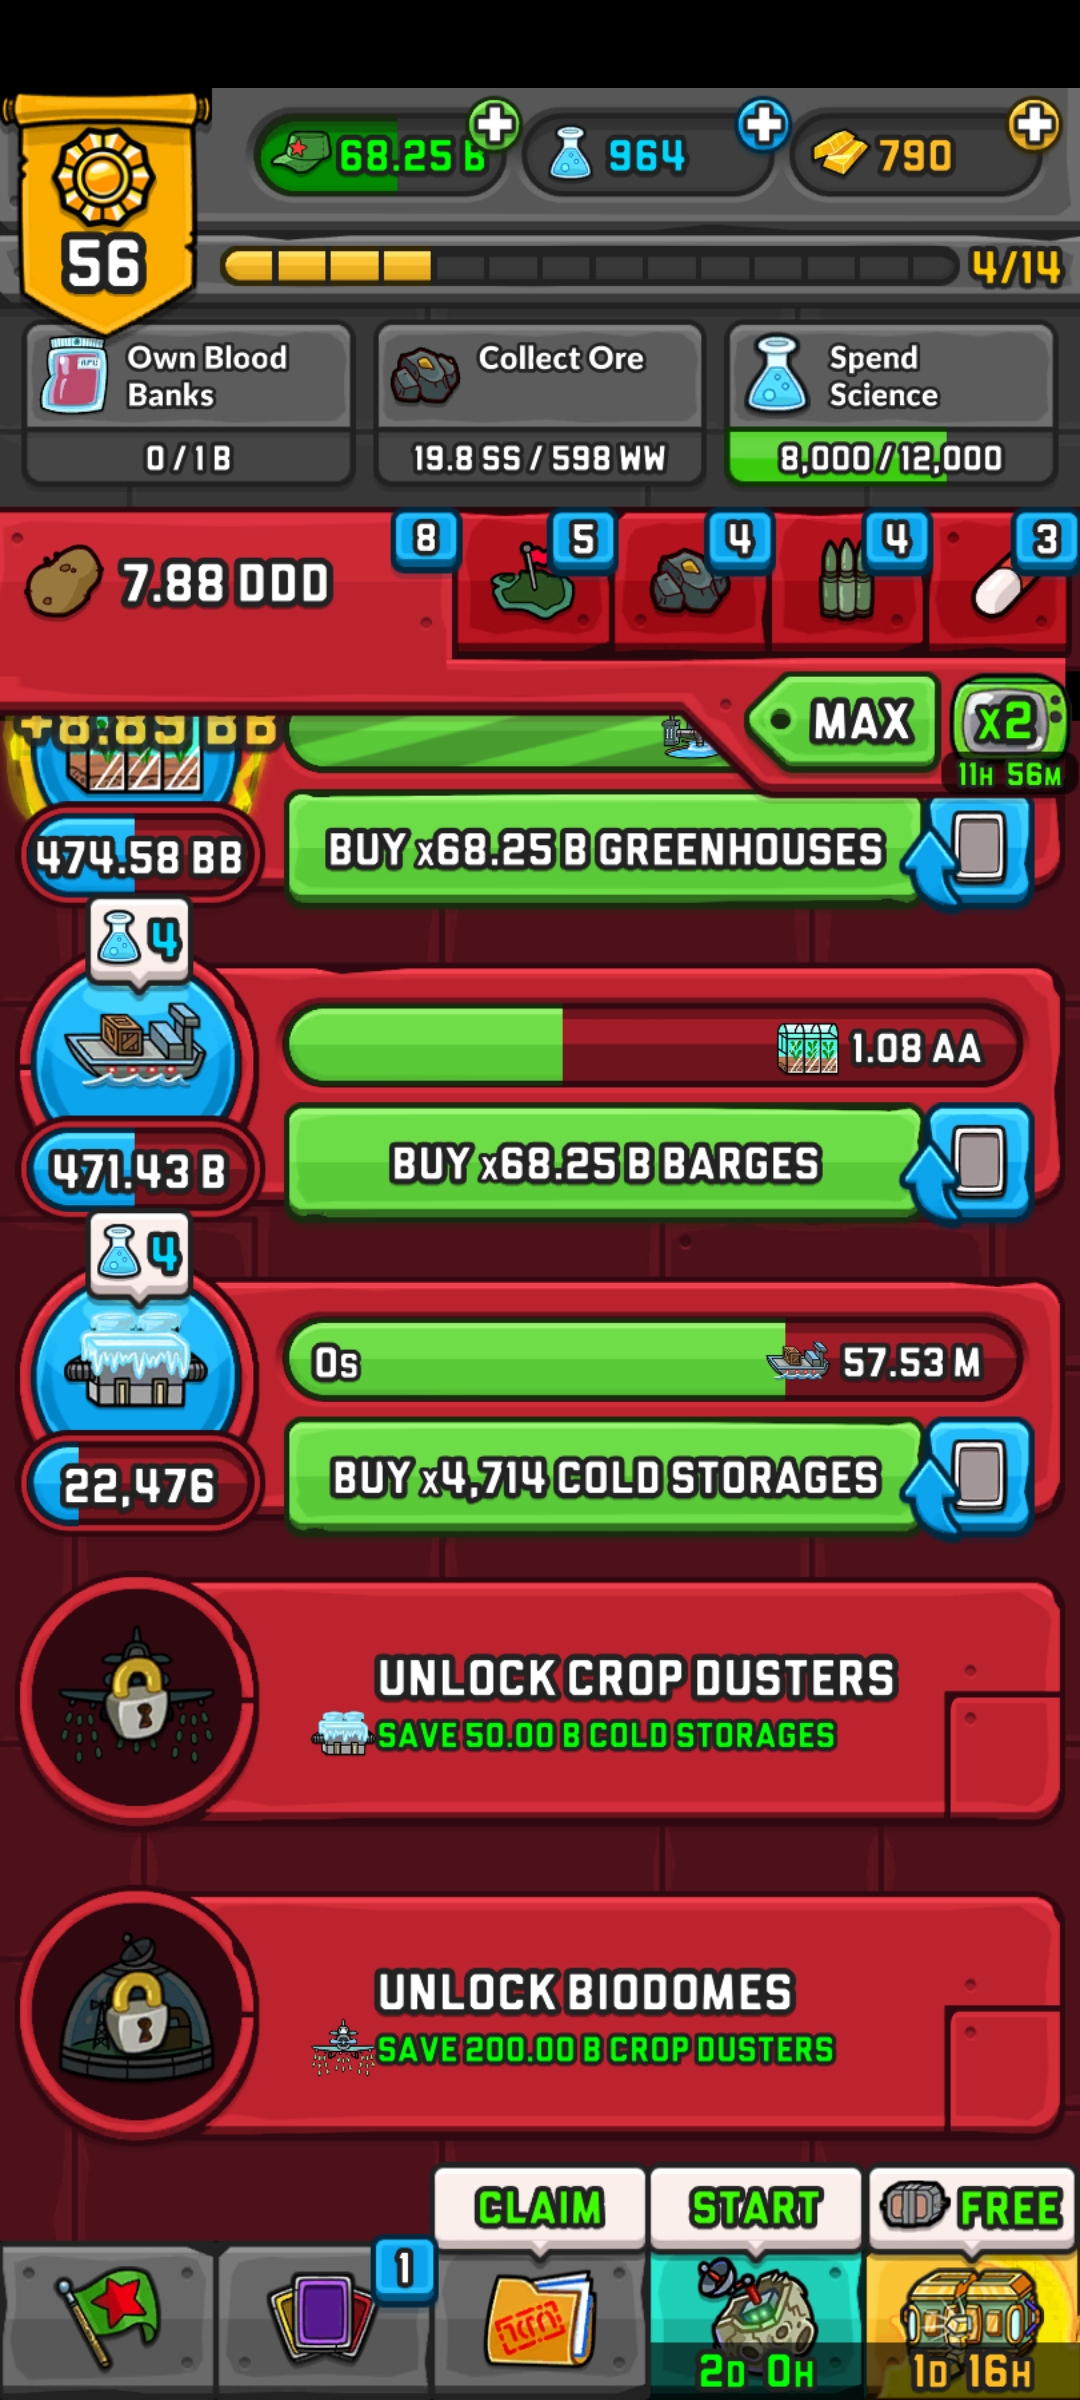 68.25 B
964
790
56
4/14
Own Blood
Banks
0 / 1 B
Collect Ore
19.8 SS / 598 WW
Spend
Science
8,000 / 12,000
7.88 DDD
8
5
4
4
3
+8.89 BB
MAX
x2
11H 56M
474.58 BB
BUY x68.25 B GREENHOUSES
4
1.08 AA
471.43 B
BUY x68.25 B BARGES
4
0s
57.53 M
22,476
BUY x4,714 COLD STORAGES
UNLOCK CROP DUSTERS
SAVE 50.00 B COLD STORAGES
UNLOCK BIODOMES
SAVE 200.00 B CROP DUSTERS
CLAIM
START
FREE
1
2D 0H
1D 16H